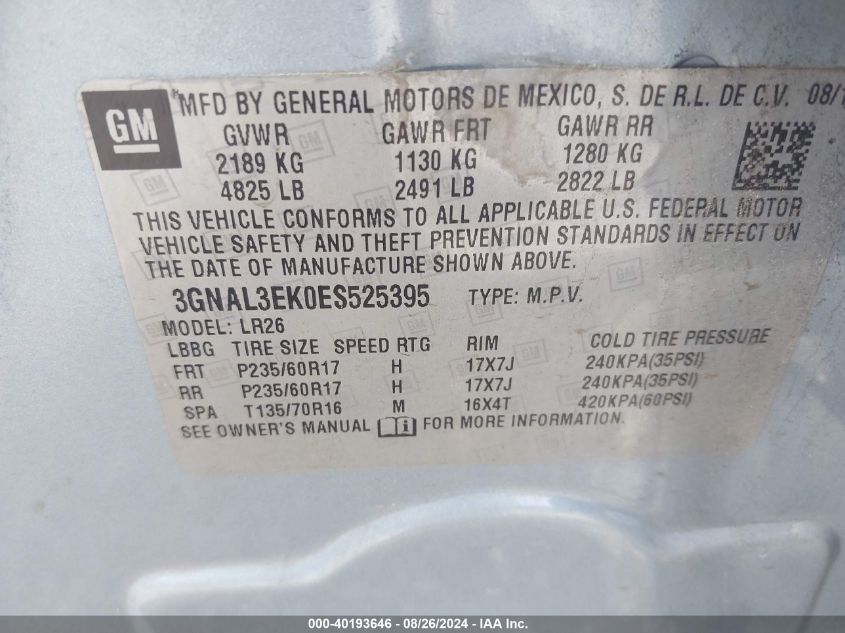 GM
*MFD BY GENERAL MOTORS DE MEXICO, S. DE R.L. DE C.V. 08/1
GVWR GAWR FRT GAWR RR
2189 KG 1130 KG 1280 KG
4825 LB 2491 LB 2822 LB
THIS VEHICLE CONFORMS TO ALL APPLICABLE U.S. FEDERAL MOTOR
VEHICLE SAFETY AND THEFT PREVENTION STANDARDS IN EFFECT ON
THE DATE OF MANUFACTURE SHOWN ABOVE.
3GNAL3EK0ES525395 TYPE: M.P.V.
MODEL: LR26
LBBG TIRE SIZE SPEED RTG RIM COLD TIRE PRESSURE
FRT P235/60R17 H 17X7J 240KPA(35PSI)
RR P235/60R17 H 17X7J 240KPA(35PSI)
SPA T135/70R16 M 16X4T 420KPA(60PSI)
SEE OWNER'S MANUAL i FOR MORE INFORMATION.
000-40193646 - 08/26/2024 - IAA Inc.